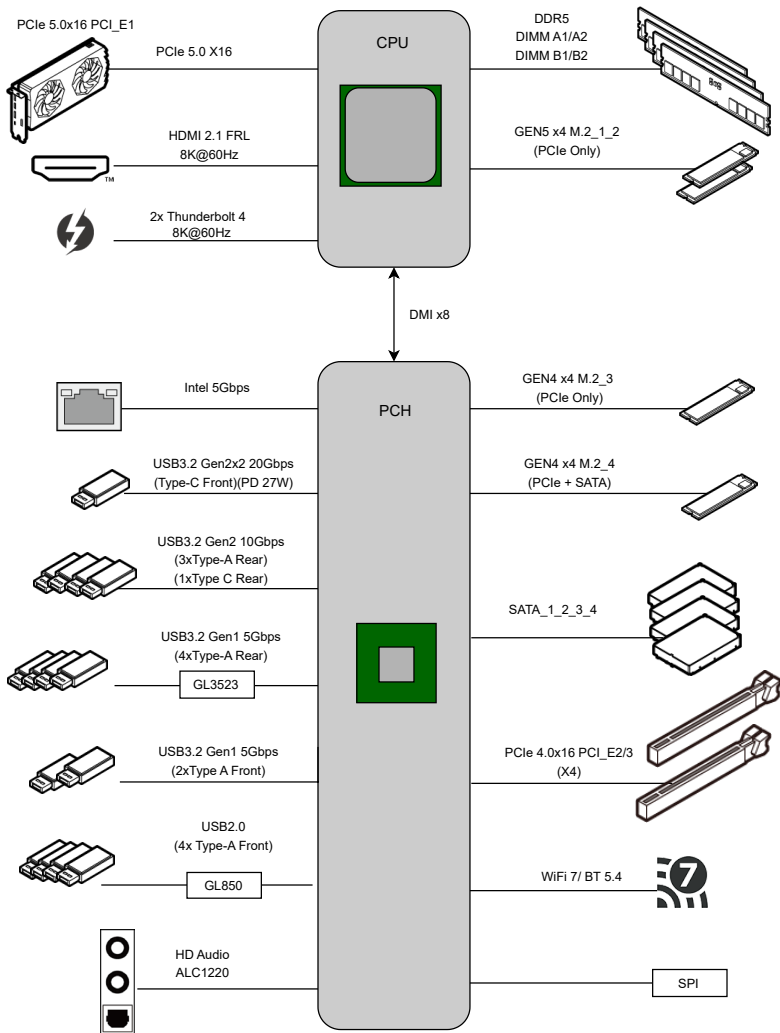 PCIe 5.0x16 PCI_E1
PCIe 5.0 X16
CPU
DDR5
DIMM A1/A2
DIMM B1/B2
HDMI 2.1 FRL
8K@60Hz
TM
GEN5 x4 M.2_1_2
(PCIe Only)
2x Thunderbolt 4
8K@60Hz
DMI x8
Intel 5Gbps
PCH
GEN4 x4 M.2_3
(PCIe Only)
USB3.2 Gen2x2 20Gbps
(Type-C Front)(PD 27W)
GEN4 x4 M.2_4
(PCIe + SATA)
USB3.2 Gen2 10Gbps
(3xType-A Rear)
(1xType C Rear)
SATA_1_2_3_4
USB3.2 Gen1 5Gbps
(4xType-A Rear)
GL3523
USB3.2 Gen1 5Gbps
(2xType A Front)
PCIe 4.0x16 PCI_E2/3
(X4)
USB2.0
(4x Type-A Front)
GL850
WiFi 7/ BT 5.4
7
HD Audio
ALC1220
SPI